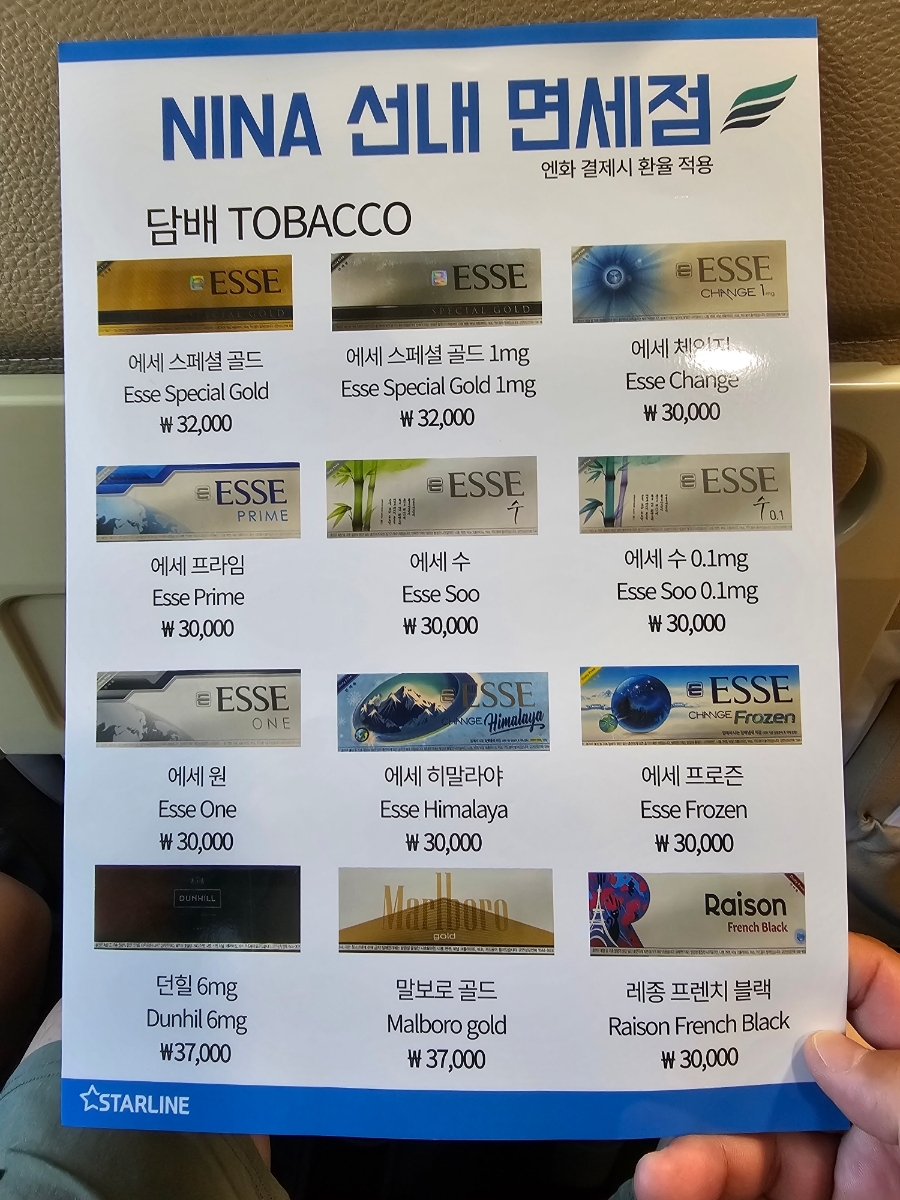 NINA 선내 면세점
엔화 결제시 환율 적용
담배 TOBACCO
ESSE
SPECIAL GOLD
ESSE
SPECIAL GOLD
ESSE
CHANGE 1mg
에세 스페셜 골드
Esse Special Gold
₩ 32,000
에세 스페셜 골드 1mg
Esse Special Gold 1mg
₩ 32,000
에세 체인지
Esse Change
₩ 30,000
ESSE
PRIME
ESSE
수
ESSE
수 0.1
에세 프라임
Esse Prime
₩ 30,000
에세 수
Esse Soo
₩ 30,000
에세 수 0.1mg
Esse Soo 0.1mg
₩ 30,000
ESSE
ONE
ESSE
CHANGE Himalaya
ESSE
CHANGE Frozen
에세 원
Esse One
₩ 30,000
에세 히말라야
Esse Himalaya
₩ 30,000
에세 프로즌
Esse Frozen
₩ 30,000
DUNHILL
Marlboro
gold
Raison
French Black
던힐 6mg
Dunhil 6mg
₩37,000
말보로 골드
Malboro gold
₩ 37,000
레종 프렌치 블랙
Raison French Black
₩ 30,000
STARLINE